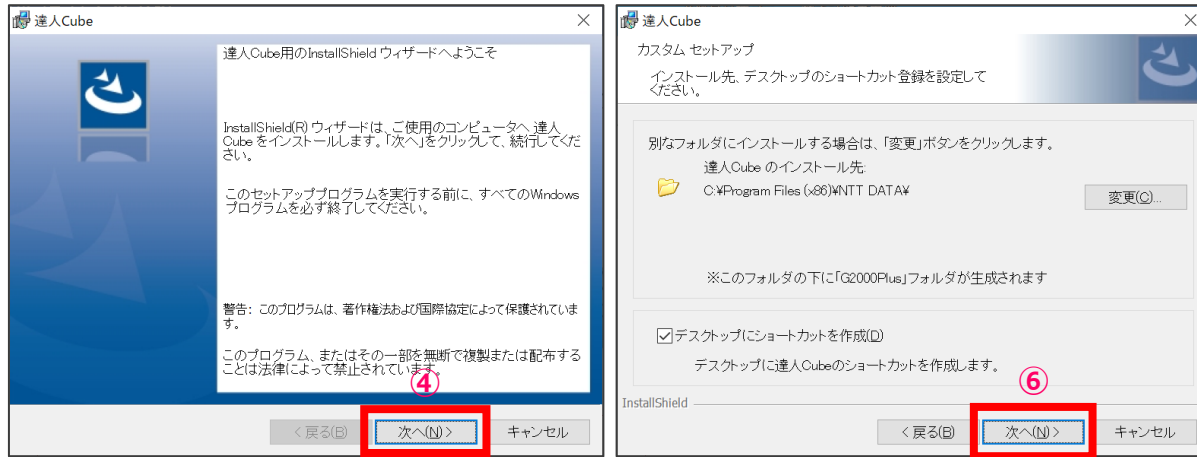 達人Cube
達人Cube用のInstallShield ウィザードへようこそ
InstallShield(R) ウィザードは、ご使用のコンピュータへ 達人
Cube をインストールします。「次へ」をクリックして、続行してくだ
さい。
このセットアッププログラムを実行する前に、すべてのWindows
プログラムを必ず終了してください。
警告: このプログラムは、著作権法および国際協定によって保護されていま
す。
このプログラム、またはその一部を無断で複製または配布する
ことは法律によって禁止されています。
④
< 戻る(B)
次へ(N) >
キャンセル
達人Cube
カスタム セットアップ
インストール先、デスクトップのショートカット登録を設定して
ください。
別なフォルダにインストールする場合は、「変更」ボタンをクリックします。
達人Cube のインストール先:
C:¥Program Files (x86)¥NTT DATA¥
変更(C)...
※このフォルダの下に「G2000Plus」フォルダが生成されます
デスクトップにショートカットを作成(D)
デスクトップに達人Cubeのショートカットを作成します。
⑥
InstallShield
< 戻る(B)
次へ(N) >
キャンセル